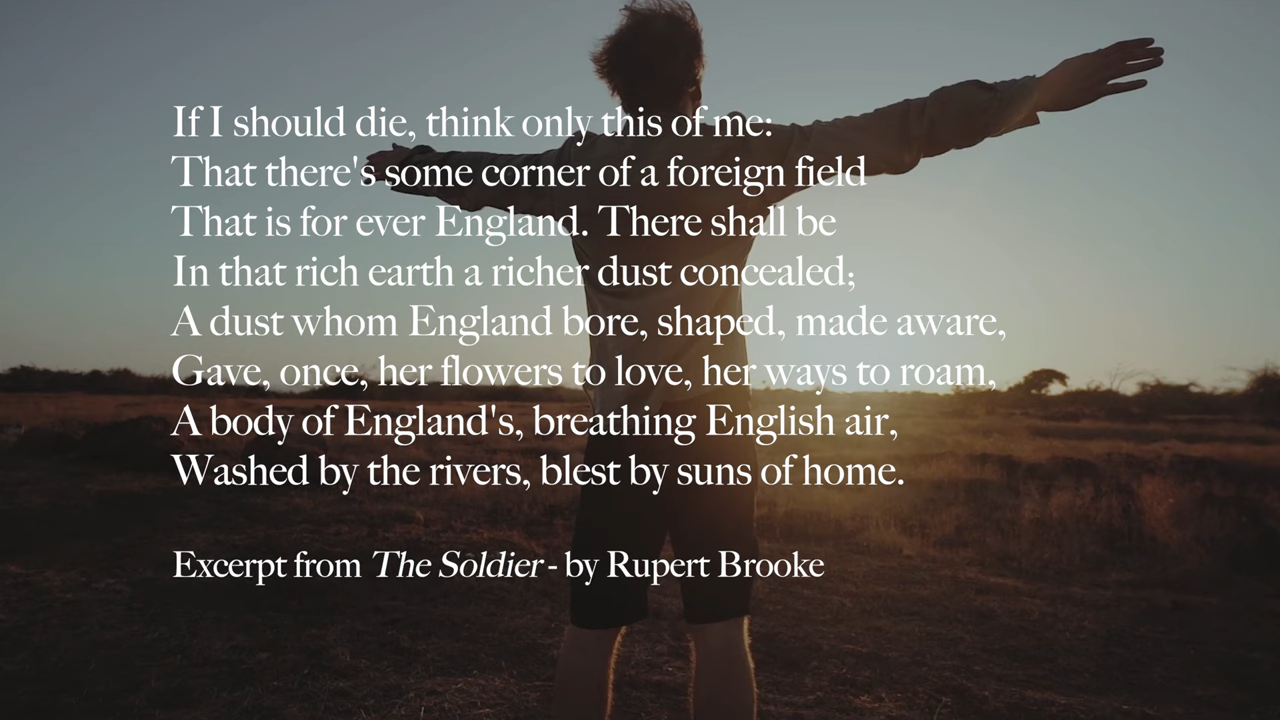 If I should die, think only this of me:
That there's some corner of a foreign field
That is for ever England. There shall be
In that rich earth a richer dust concealed;
A dust whom England bore, shaped, made aware,
Gave, once, her flowers to love, her ways to roam,
A body of England's, breathing English air,
Washed by the rivers, blest by suns of home.
Excerpt from The Soldier - by Rupert Brooke